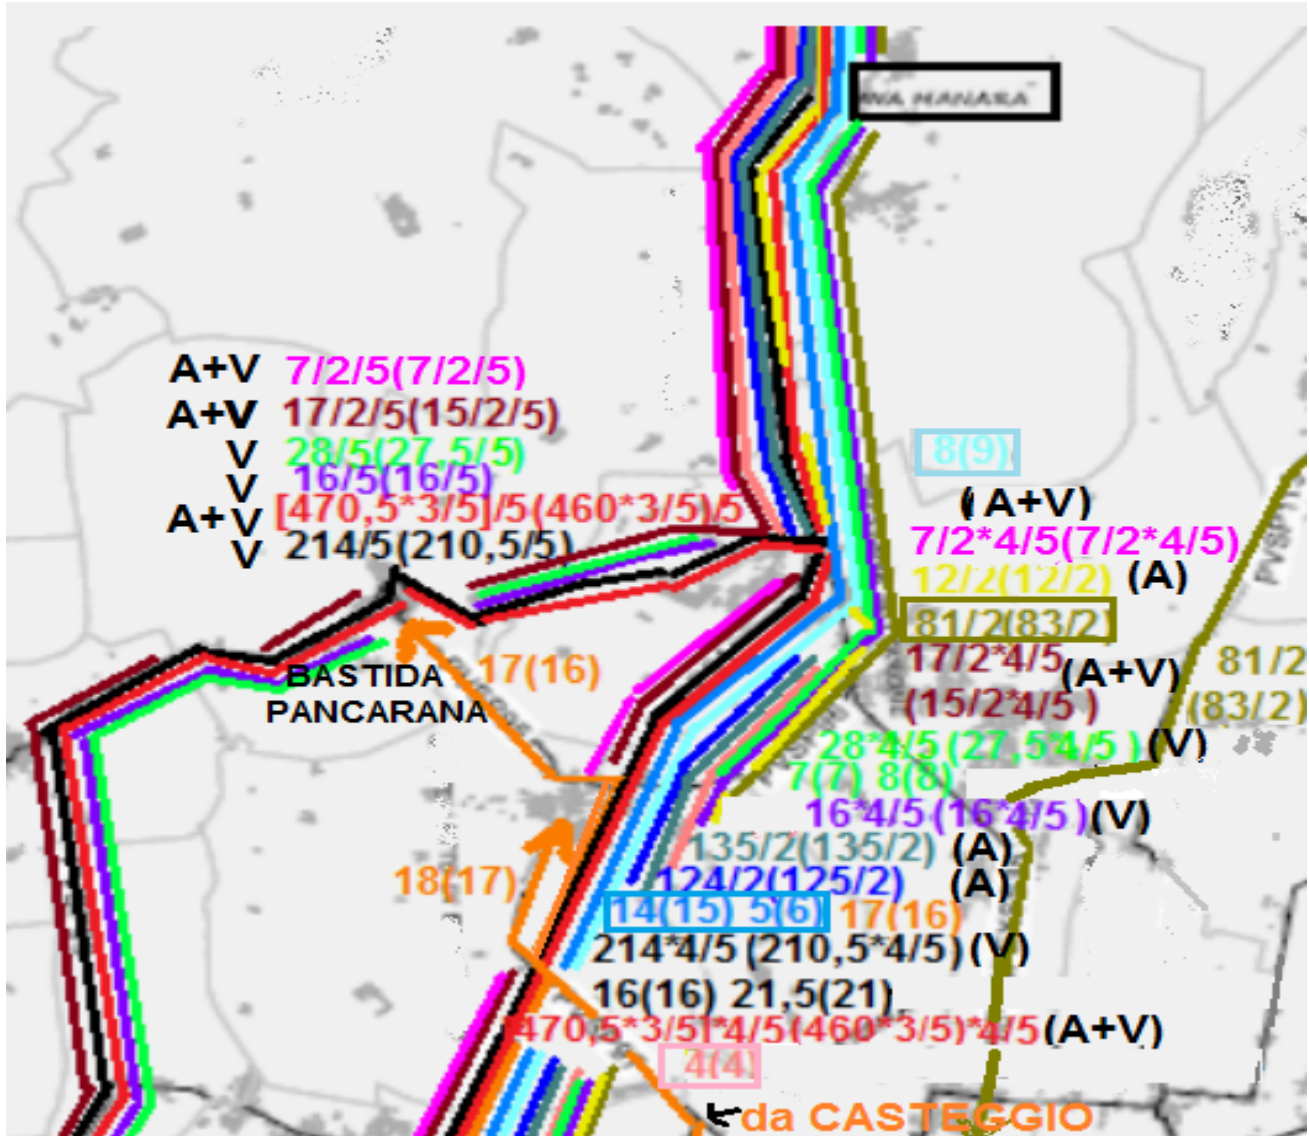 A+V 7/2/5(7/2/5)
A+V 17/2/5(15/2/5)
V 28/5(27,5/5)
V 16/5(16/5)
A+V [470,5*3/5]/5(460*3/5)/5
V 214/5(210,5/5)
8(9)
(A+V)
7/2*4/5(7/2*4/5)
12/2(12/2) (A)
81/2(83/2)
17/2*4/5 (A+V)
(15/2*4/5 )
81/2
(83/2)
28*4/5(27,5*4/5 ) (V)
7(7) 8(8)
16*4/5(16*4/5 ) (V)
135/2(135/2) (A)
124/2(125/2) (A)
14(15) 5(6) 17(16)
214*4/5(210,5*4/5) (V)
16(16) 21,5(21)
[470,5*3/5]*4/5(460*3/5)*4/5 (A+V)
4(4)
BASTIDA
PANCARANA
17(16)
18(17)
da CASTEGGIO